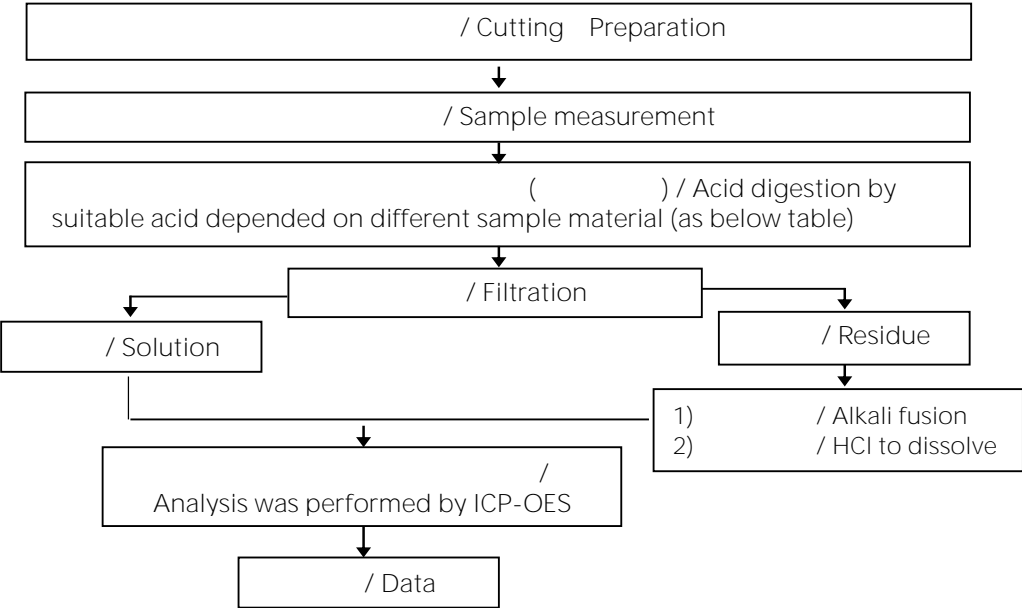 / Cutting Preparation
/ Sample measurement
( ) / Acid digestion by
suitable acid depended on different sample material (as below table)
/ Filtration
/ Solution
/ Residue
1) / Alkali fusion
2) / HCl to dissolve
/
Analysis was performed by ICP-OES
/ Data